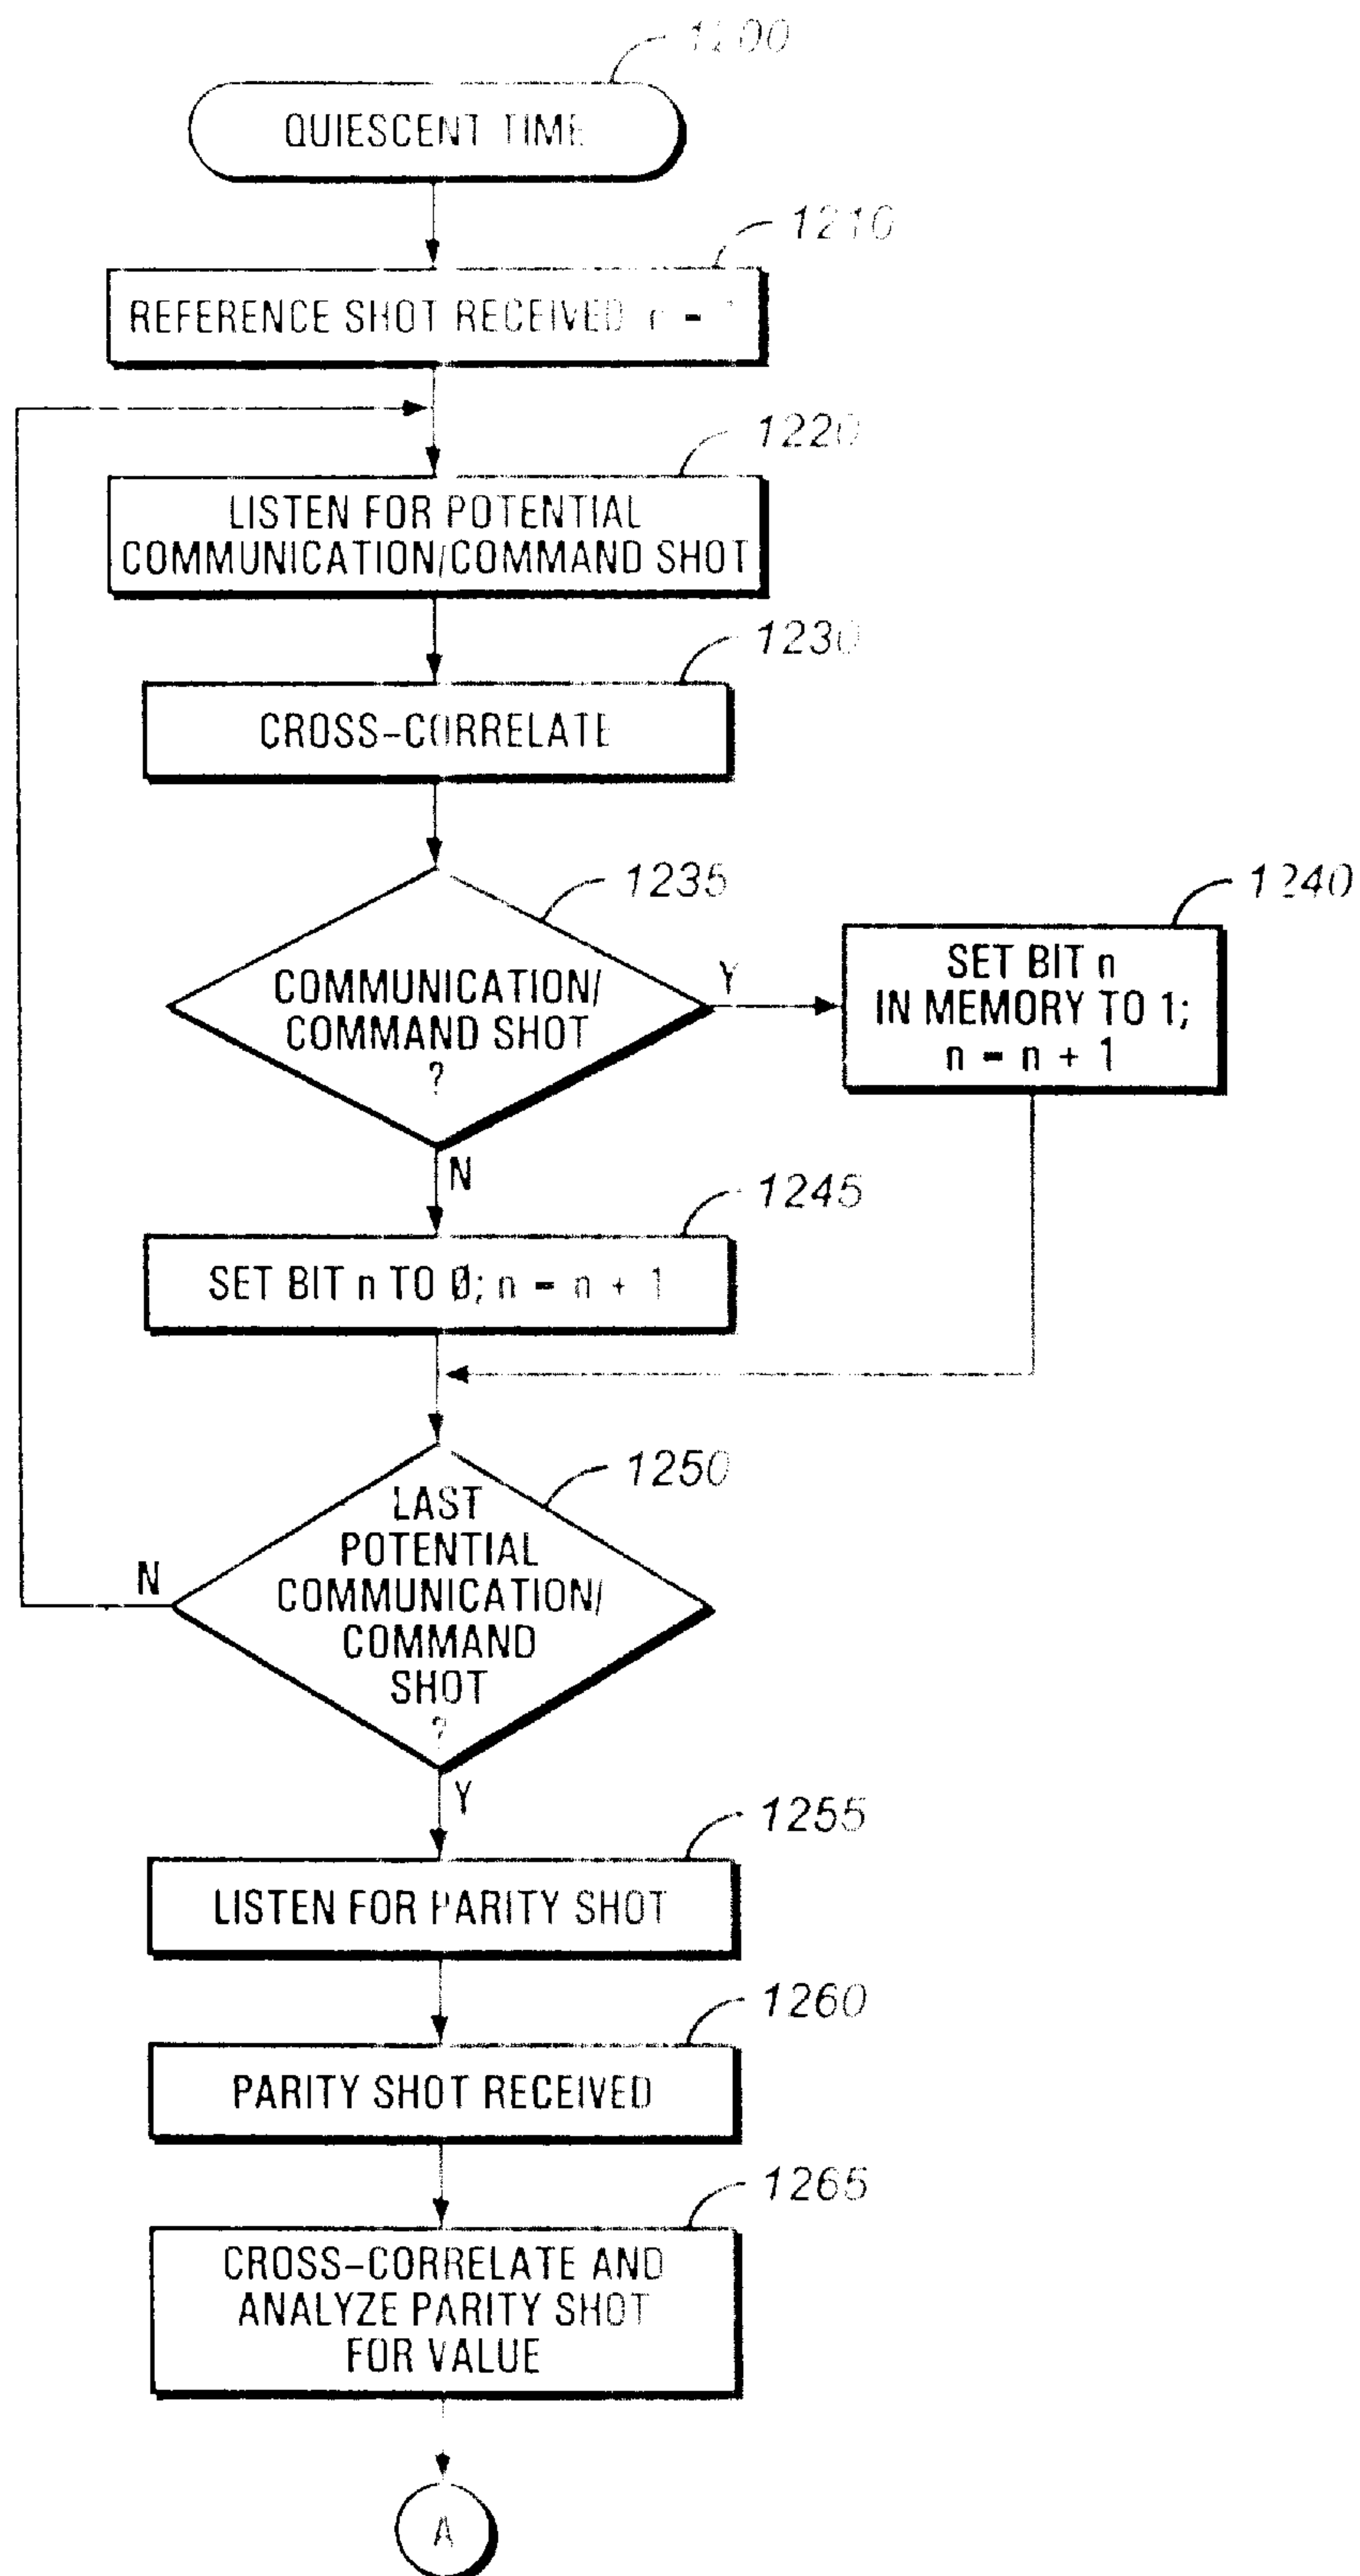 1200
QUIESCENT TIME
1210
REFERENCE SHOT RECEIVED
1220
LISTEN FOR POTENTIAL
COMMUNICATION/COMMAND SHOT
1230
CROSS-CORRELATE
1235
COMMUNICATION/
COMMAND SHOT
?
Y
1240
SET BIT n
IN MEMORY TO 1;
n = n + 1
N
1245
SET BIT n TO Ø; n = n + 1
1250
LAST
POTENTIAL
COMMUNICATION/
COMMAND
SHOT
?
N
Y
1255
LISTEN FOR PARITY SHOT
1260
PARITY SHOT RECEIVED
1265
CROSS-CORRELATE AND
ANALYZE PARITY SHOT
FOR VALUE
A